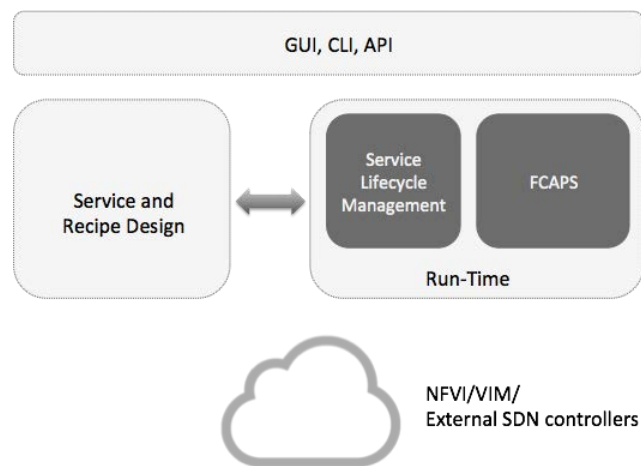 GUI, CLI, API
Service and
Recipe Design
Service
Lifecycle
Management
FCAPS
Run-Time
NFVI/VIM/
External SDN controllers